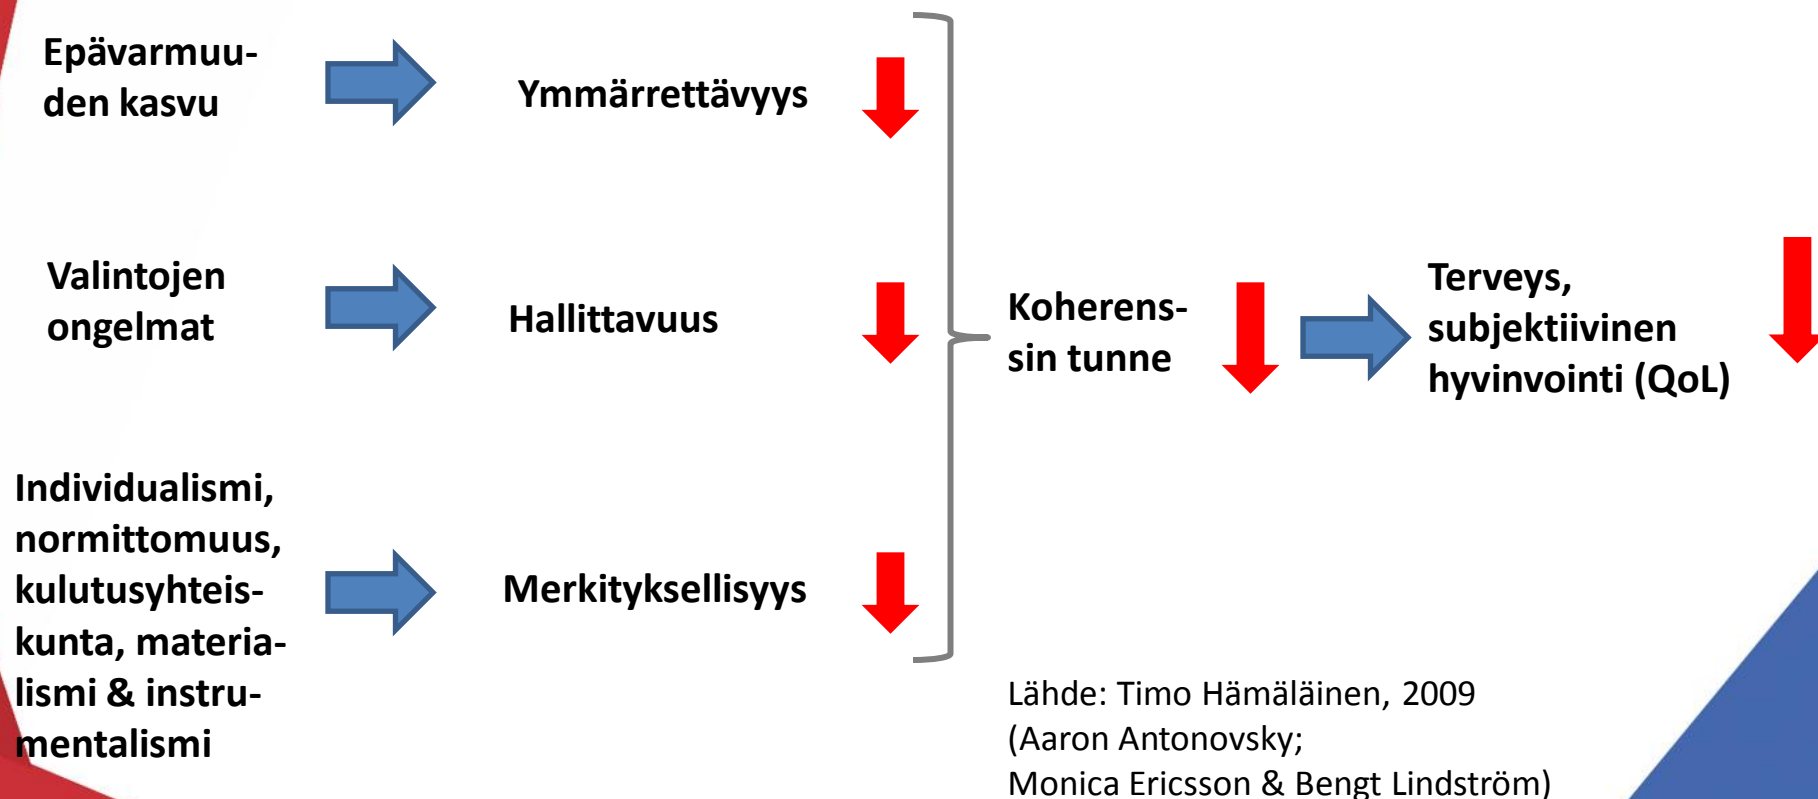 Epävarmuu-
den kasvu
Ymmärrettävyys
Valintojen
ongelmat
Hallittavuus
Individualismi,
normittomuus,
kulutusyhteis-
kunta, materia-
lismi & instru-
mentalismi
Merkityksellisyys
Koherens-
sin tunne
Terveys,
subjektiivinen
hyvinvointi (QoL)
Lähde: Timo Hämäläinen, 2009
(Aaron Antonovsky;
Monica Ericsson & Bengt Lindström)